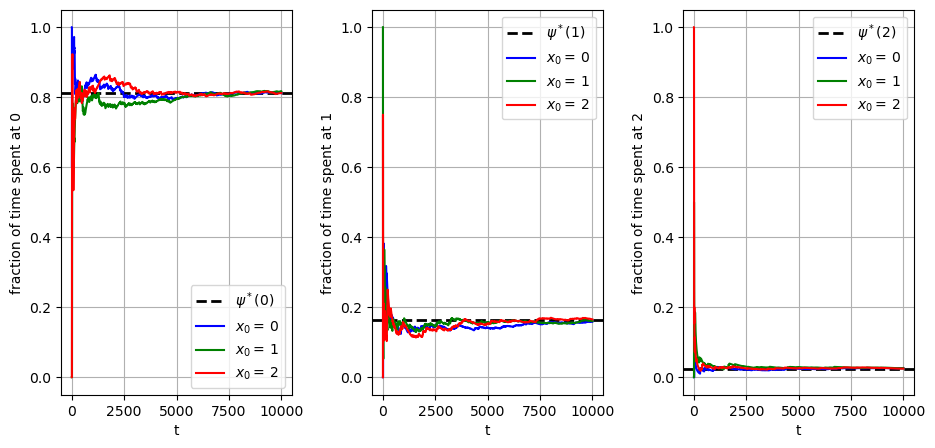 fraction of time spent at 0
1.0
0.8
0.6
0.4
0.2
0.0
ψ*(0)
x₀ = 0
x₀ = 1
x₀ = 2
0 2500 5000 7500 10000
t
fraction of time spent at 1
1.0
0.8
0.6
0.4
0.2
0.0
ψ*(1)
x₀ = 0
x₀ = 1
x₀ = 2
0 2500 5000 7500 10000
t
fraction of time spent at 2
1.0
0.8
0.6
0.4
0.2
0.0
ψ*(2)
x₀ = 0
x₀ = 1
x₀ = 2
0 2500 5000 7500 10000
t